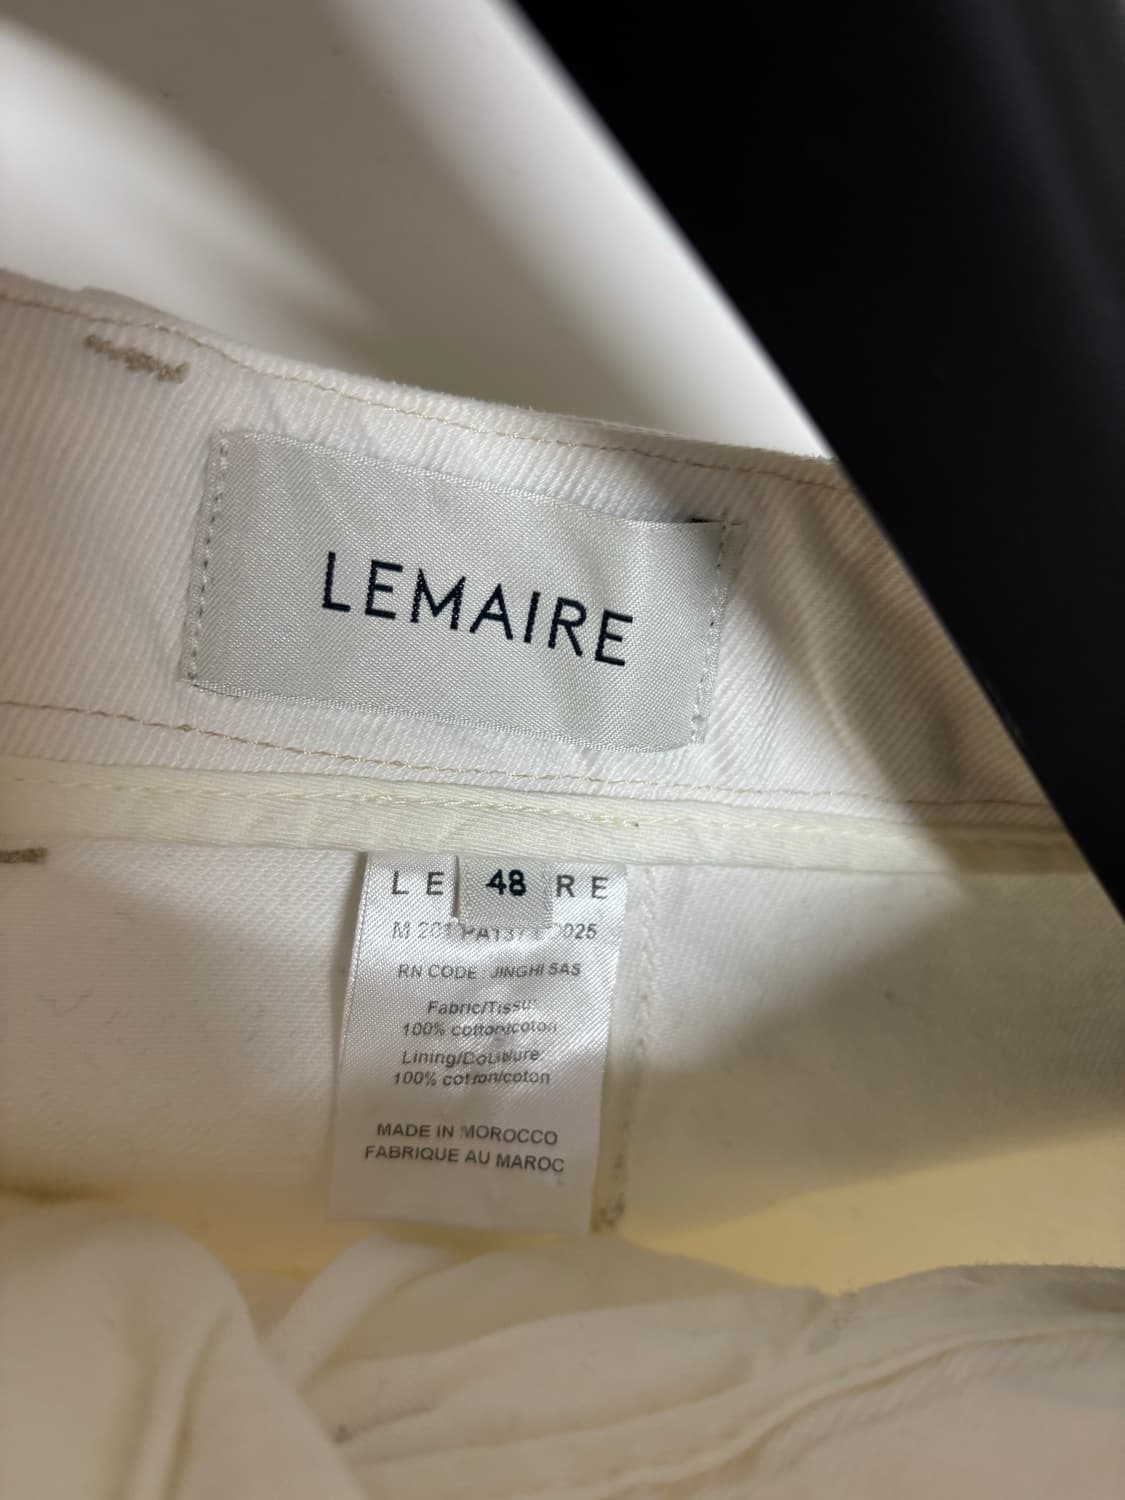 LEMAIRE
LE 48 RE
RN CODE : JINGHI SAS
Fabric/Tissu:
100% cotton/coton
Lining/Doublure:
100% cotton/coton
MADE IN MOROCCO
FABRIQUE AU MAROC